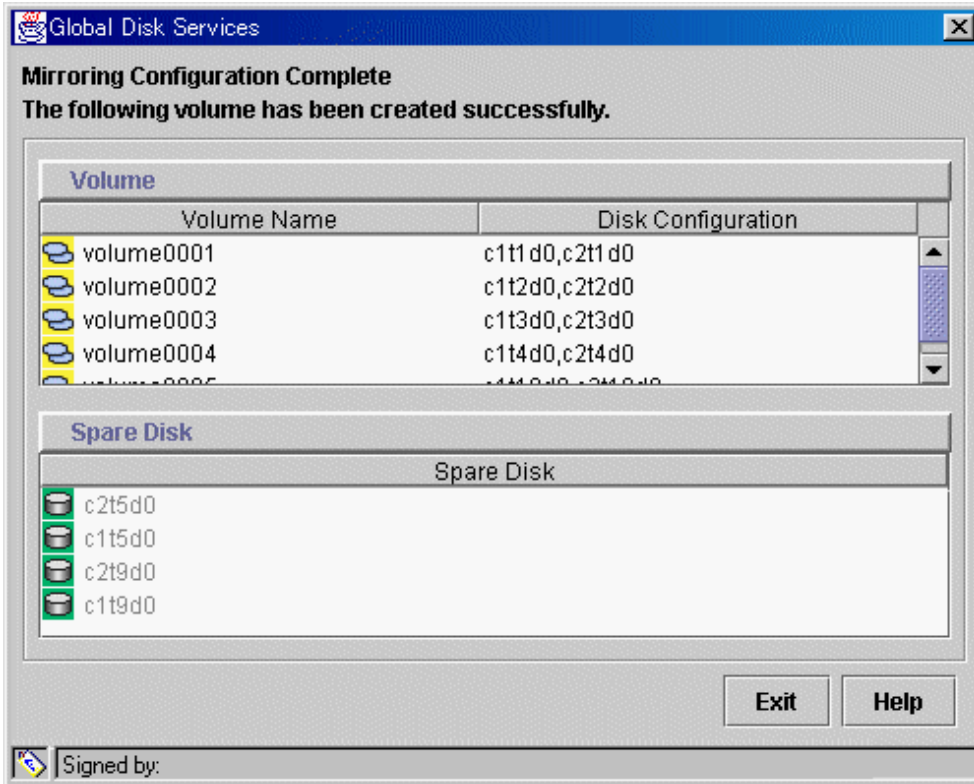 Global Disk Services
Mirroring Configuration Complete
The following volume has been created successfully.
Volume
Volume Name Disk Configuration
volume0001 c1t1d0,c2t1d0
volume0002 c1t2d0,c2t2d0
volume0003 c1t3d0,c2t3d0
volume0004 c1t4d0,c2t4d0
Spare Disk
Spare Disk
c2t5d0
c1t5d0
c2t9d0
c1t9d0
Exit Help
Signed by: